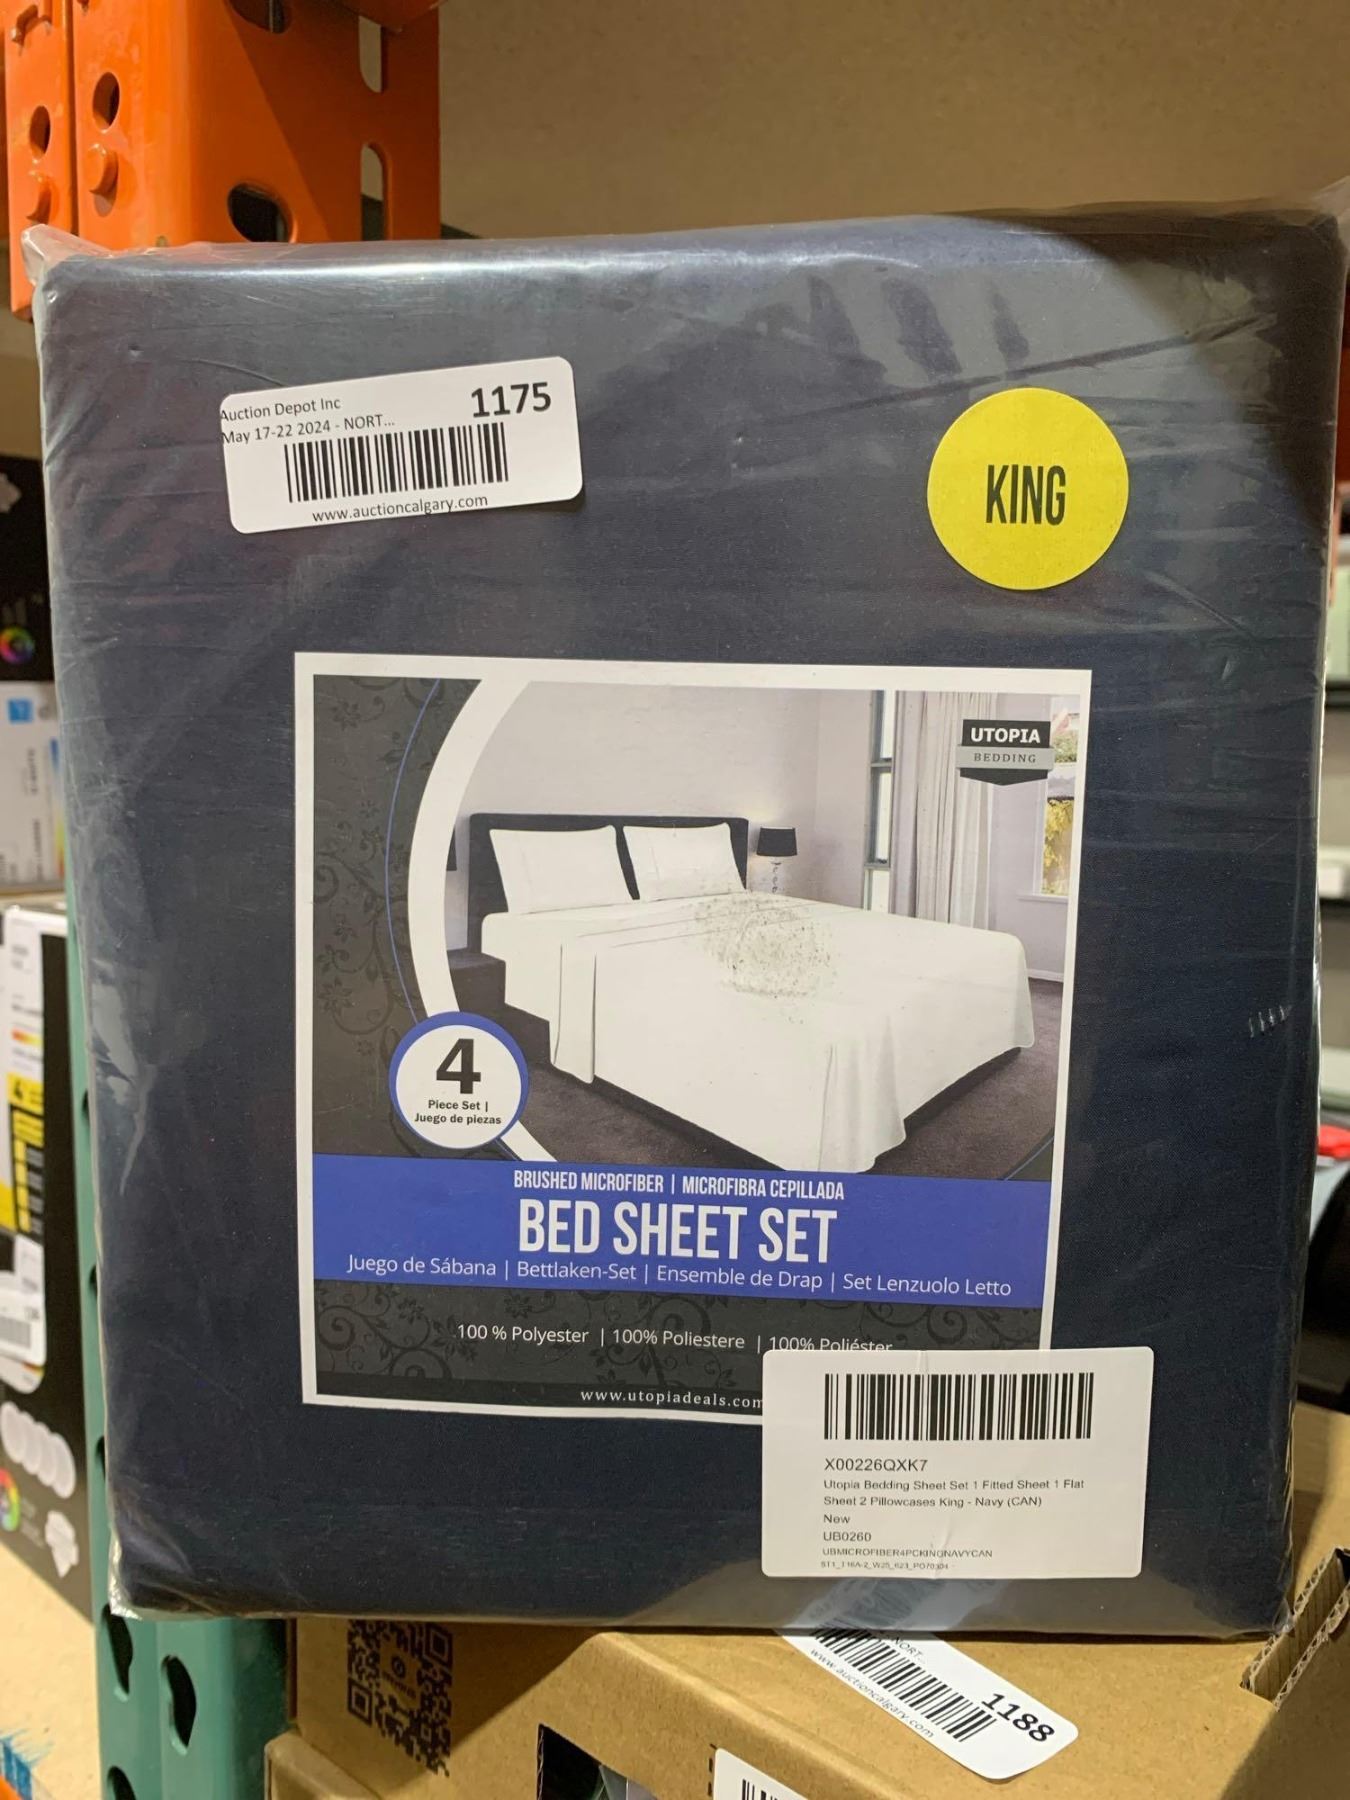 Auction Depot Inc
1175
May 17-22 2024 - NORT...
www.auctioncalgary.com
KING
UTOPIA
BEDDING
4
Piece Set |
Juego de piezas
BRUSHED MICROFIBER | MICROFIBRA CEPILLADA
BED SHEET SET
Juego de Sábana | Bettlaken-Set | Ensemble de Drap | Set Lenzuolo Letto
100 % Polyester | 100% Poliestere | 100% Poliéster
www.utopiadeals.com
X00226QXK7
Utopia Bedding Sheet Set 1 Fitted Sheet 1 Flat
Sheet 2 Pillowcases King - Navy (CAN)
New
UB0260
UBMICROFIBER4PCKINGNAVYCAN
ST1_T16A-2_W25_623_PO70304 -
NORT...
www.auctioncalgary.com
1188